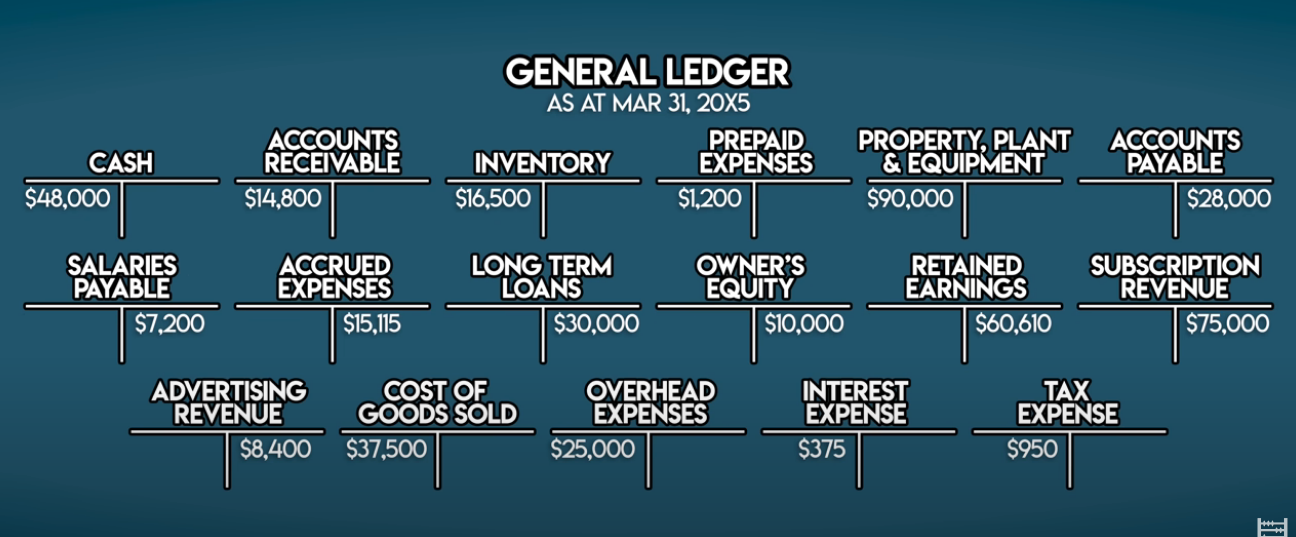 GENERAL LEDGER
AS AT MAR 31, 20X5
CASH
$48,000
ACCOUNTS
RECEIVABLE
$14,800
INVENTORY
$16,500
PREPAID
EXPENSES
$1,200
PROPERTY, PLANT
& EQUIPMENT
$90,000
ACCOUNTS
PAYABLE
$28,000
SALARIES
PAYABLE
$7,200
ACCRUED
EXPENSES
$15,115
LONG TERM
LOANS
$30,000
OWNER'S
EQUITY
$10,000
RETAINED
EARNINGS
$60,610
SUBSCRIPTION
REVENUE
$75,000
ADVERTISING
REVENUE
$8,400
COST OF
GOODS SOLD
$37,500
OVERHEAD
EXPENSES
$25,000
INTEREST
EXPENSE
$375
TAX
EXPENSE
$950